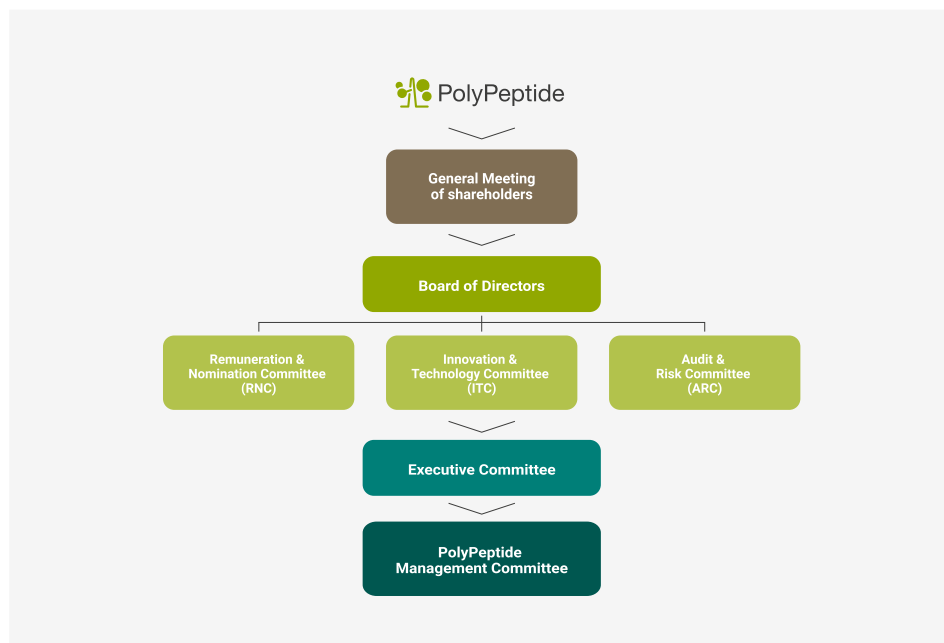 PolyPeptide
General Meeting
of shareholders
Board of Directors
Remuneration &
Nomination Committee
(RNC)
Innovation &
Technology Committee
(ITC)
Audit &
Risk Committee
(ARC)
Executive Committee
PolyPeptide
Management Committee